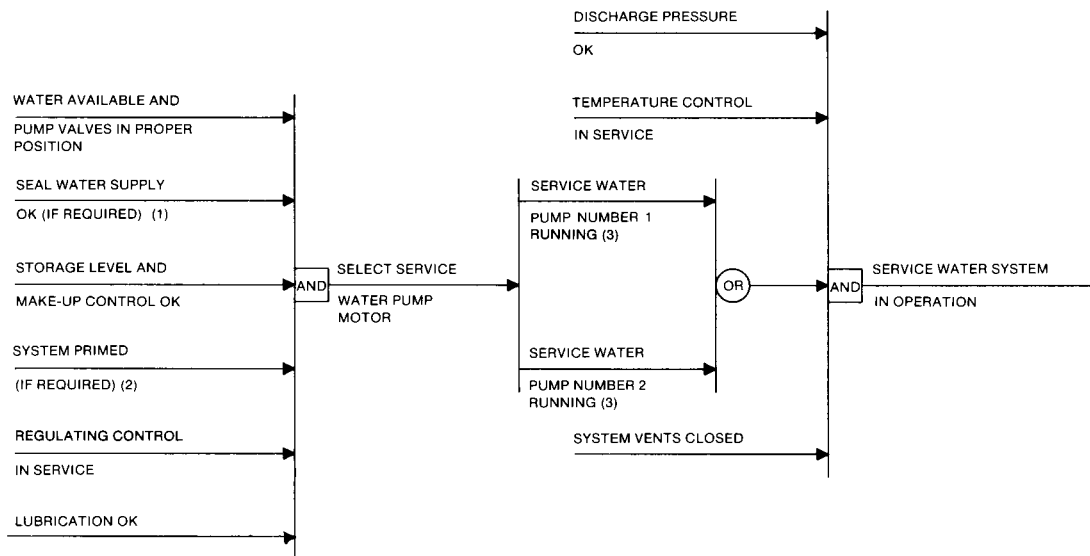 DISCHARGE PRESSURE
OK
TEMPERATURE CONTROL
IN SERVICE
WATER AVAILABLE AND
PUMP VALVES IN PROPER
POSITION
SEAL WATER SUPPLY
OK (IF REQUIRED) (1)
STORAGE LEVEL AND
MAKE-UP CONTROL OK
SYSTEM PRIMED
(IF REQUIRED) (2)
REGULATING CONTROL
IN SERVICE
LUBRICATION OK
AND
SELECT SERVICE
WATER PUMP
MOTOR
SERVICE WATER
PUMP NUMBER 1
RUNNING (3)
SERVICE WATER
PUMP NUMBER 2
RUNNING (3)
OR
SYSTEM VENTS CLOSED
AND
SERVICE WATER SYSTEM
IN OPERATION